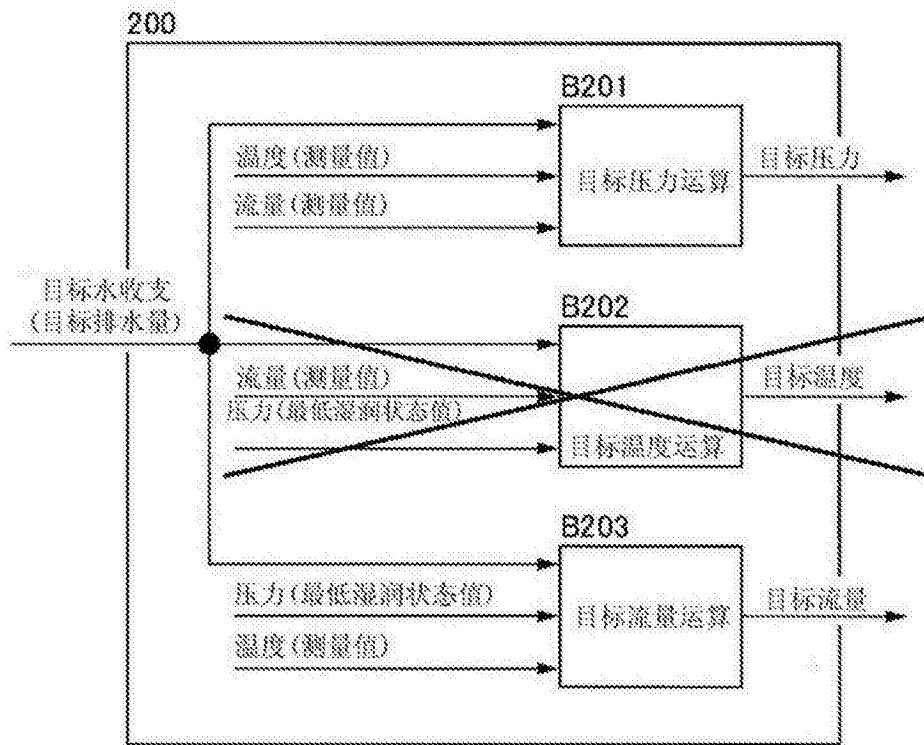 200
B201
温度(测量值)
流量(测量值)
目标压力运算
目标压力
目标水收支
(目标排水量)
B202
流量(测量值)
压力(最低湿润状态值)
目标温度运算
目标温度
B203
压力(最低湿润状态值)
温度(测量值)
目标流量运算
目标流量